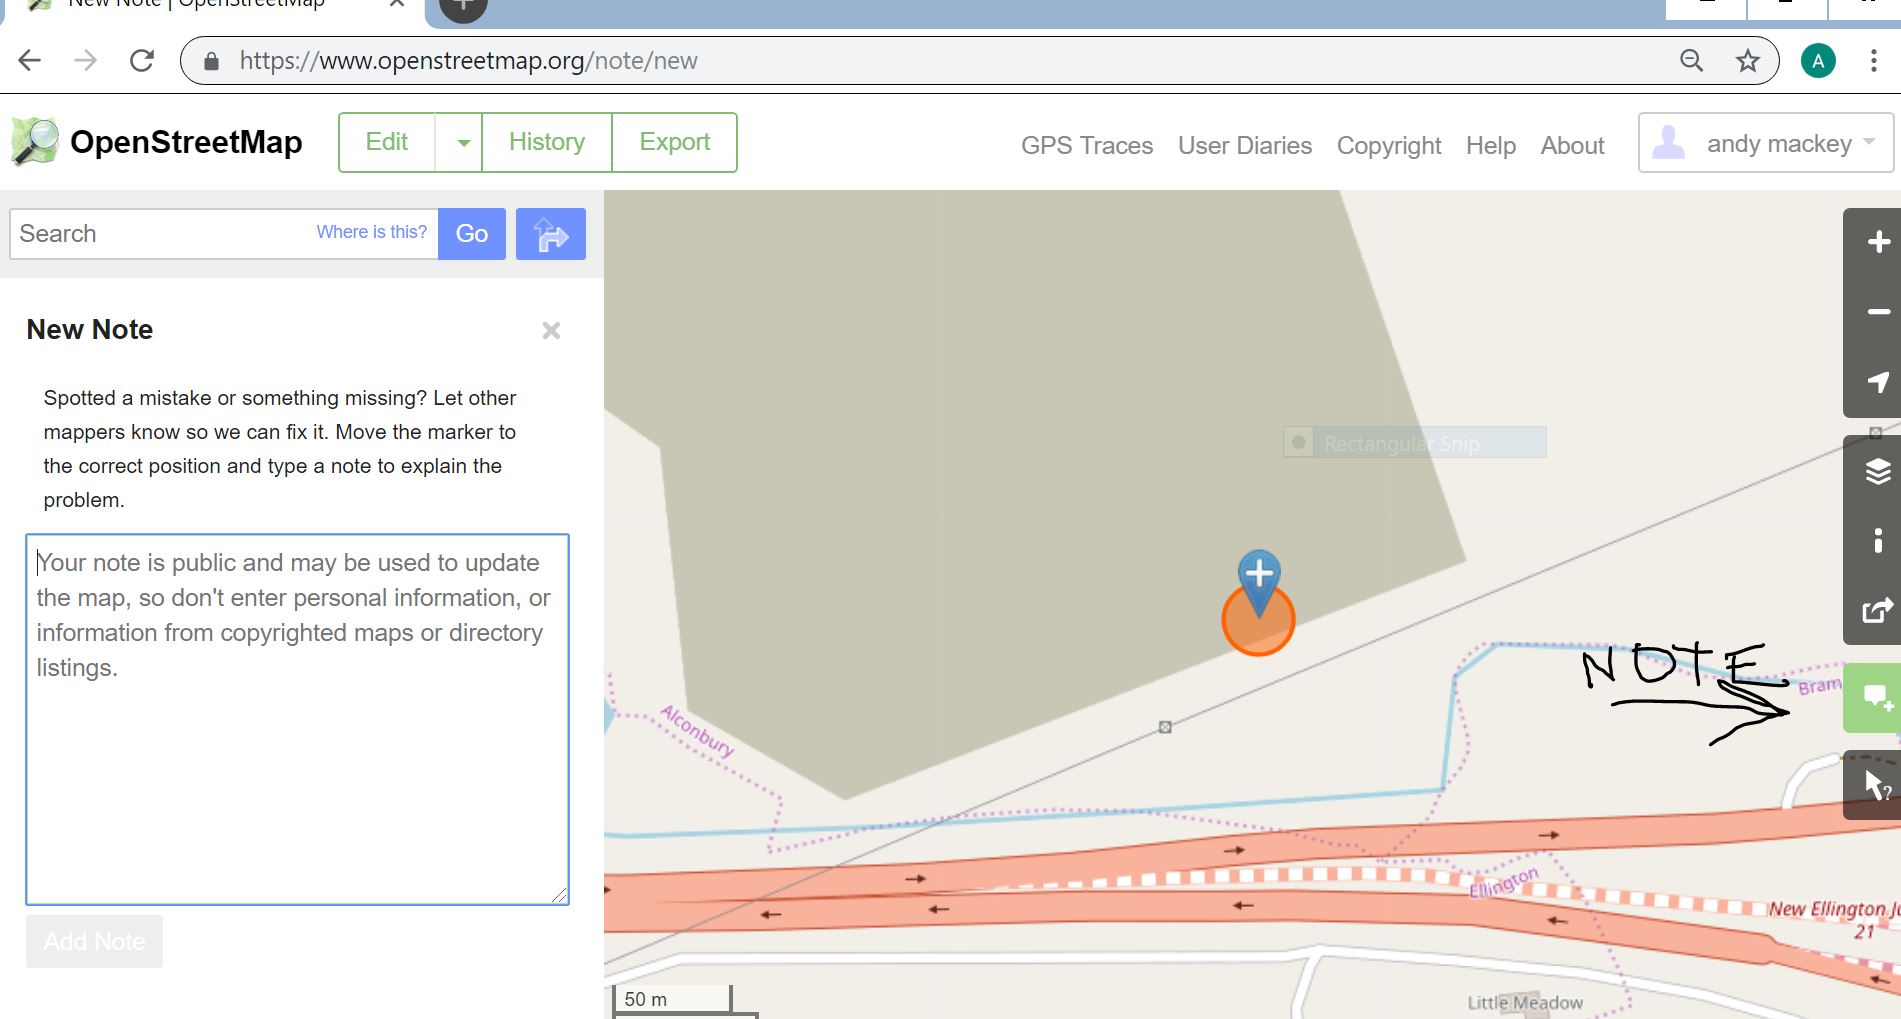 New Note | OpenStreetMap
https://www.openstreetmap.org/note/new
A
OpenStreetMap
Edit
History
Export
GPS Traces
User Diaries
Copyright
Help
About
andy mackey
Search
Where is this?
Go
New Note
Spotted a mistake or something missing? Let other
mappers know so we can fix it. Move the marker to
the correct position and type a note to explain the
problem.
Your note is public and may be used to update
the map, so don't enter personal information, or
information from copyrighted maps or directory
listings.
Add Note
Rectangular Snip
NOTE
Bram
Alconbury
Ellington
New Ellington Ju
21
Little Meadow
50 m
?